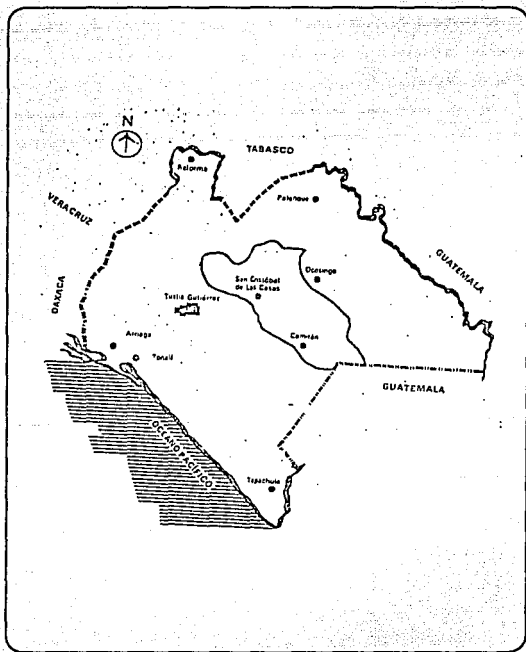 N
TABASCO
Reforma
Palenque
VERACRUZ
GUATEMALA
OAXACA
San Cristóbal
de Las Casas
Ocosingo
Tuxtla Gutiérrez
Arriaga
Tonalá
Comitán
GUATEMALA
OCEANO PACIFICO
Tapachula